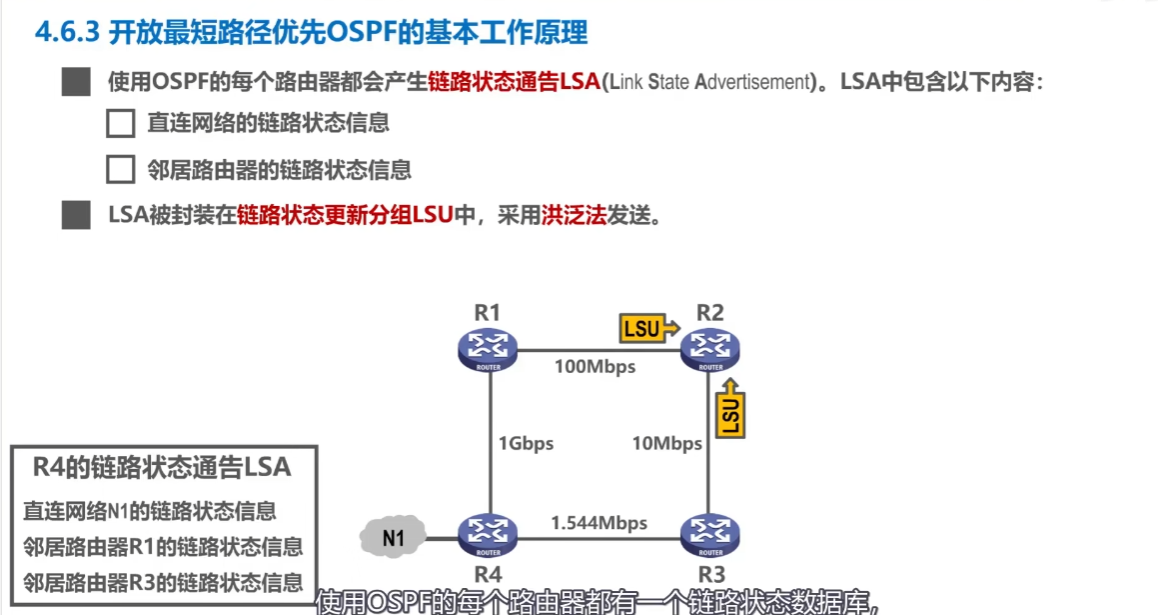 4.6.3 开放最短路径优先OSPF的基本工作原理
使用OSPF的每个路由器都会产生链路状态通告LSA(Link State Advertisement)。LSA中包含以下内容：
直连网络的链路状态信息
邻居路由器的链路状态信息
LSA被封装在链路状态更新分组LSU中，采用洪泛法发送。
R1
R2
LSU
ROUTER
ROUTER
100Mbps
LSU
1Gbps
10Mbps
R4的链路状态通告LSA
直连网络N1的链路状态信息
邻居路由器R1的链路状态信息
邻居路由器R3的链路状态信息
N1
1.544Mbps
ROUTER
ROUTER
R4
R3
使用OSPF的每个路由器都有一个链路状态数据库，